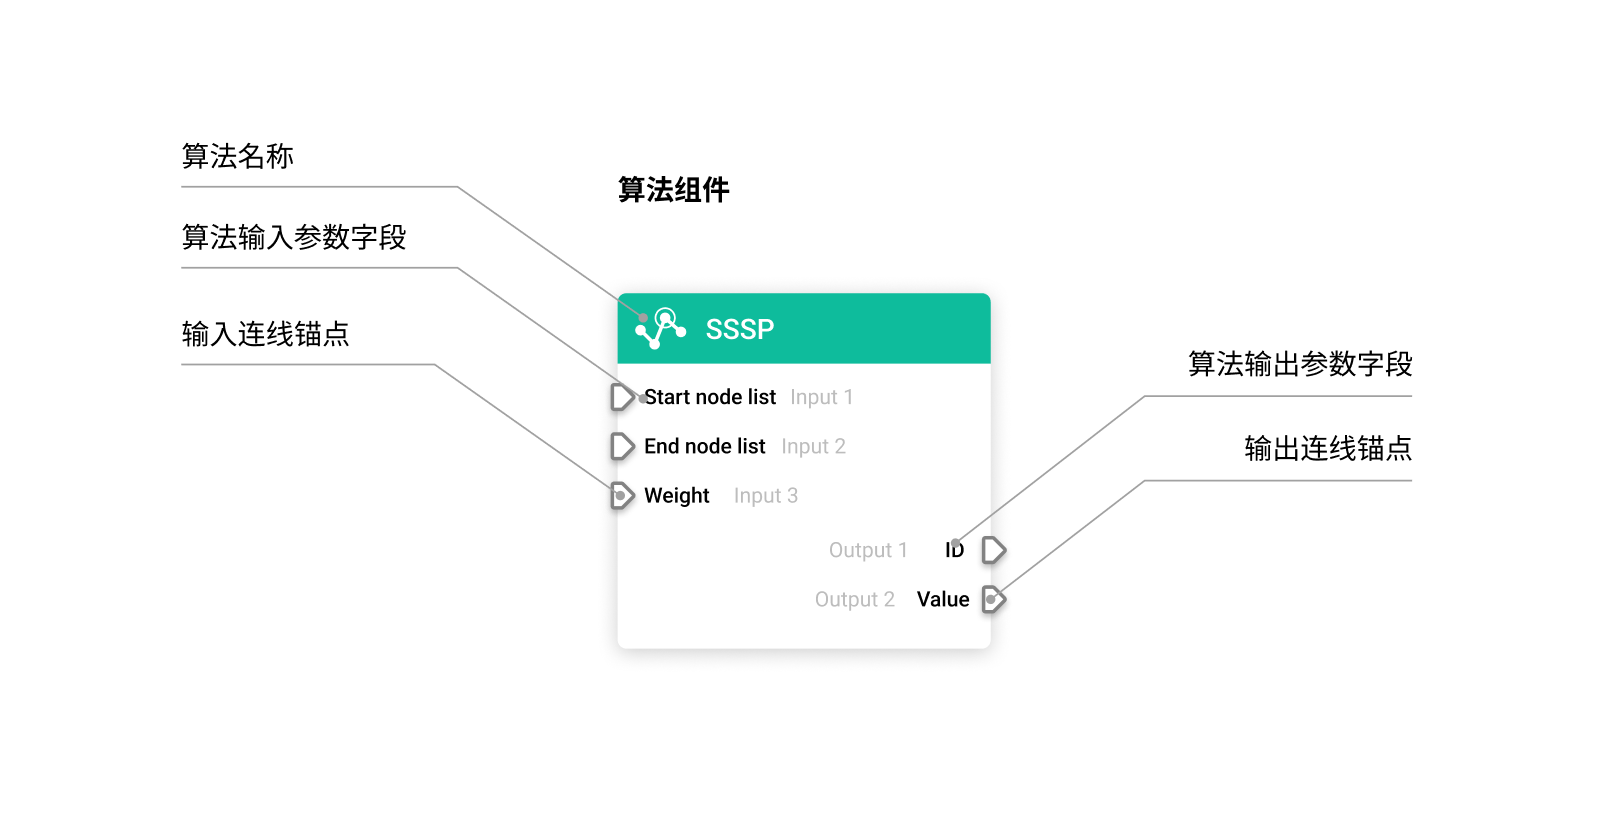 算法名称
算法组件
算法输入参数字段
输入连线锚点
SSSP
Start node list Input 1
End node list Input 2
Weight Input 3
算法输出参数字段
输出连线锚点
Output 1 ID
Output 2 Value